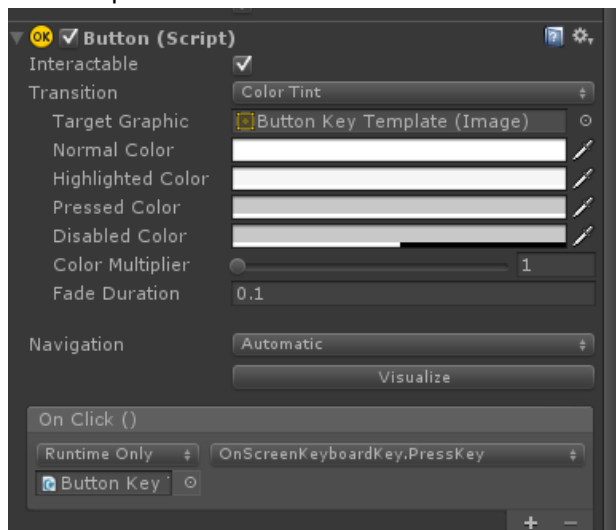 OK Button (Script)
Interactable
Transition Color Tint
Target Graphic Button Key Template (Image)
Normal Color
Highlighted Color
Pressed Color
Disabled Color
Color Multiplier 1
Fade Duration 0.1
Navigation Automatic
Visualize
On Click ()
Runtime Only OnScreenKeyboardKey.PressKey
Button Key